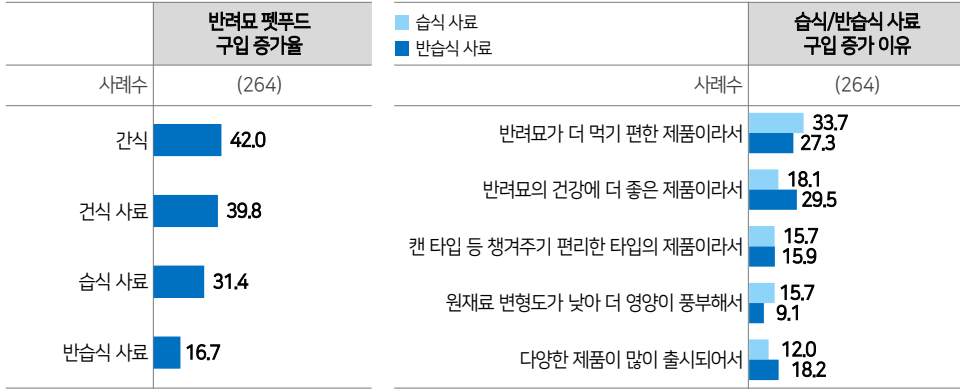 반려묘 펫푸드
구입 증가율
사례수 (264)
간식 42.0
건식 사료 39.8
습식 사료 31.4
반습식 사료 16.7
습식 사료
반습식 사료
습식/반습식 사료
구입 증가 이유
사례수 (264)
반려묘가 더 먹기 편한 제품이라서 33.7
27.3
반려묘의 건강에 더 좋은 제품이라서 18.1
29.5
캔 타입 등 챙겨주기 편리한 타입의 제품이라서 15.7
15.9
원재료 변형도가 낮아 더 영양이 풍부해서 15.7
9.1
다양한 제품이 많이 출시되어서 12.0
18.2